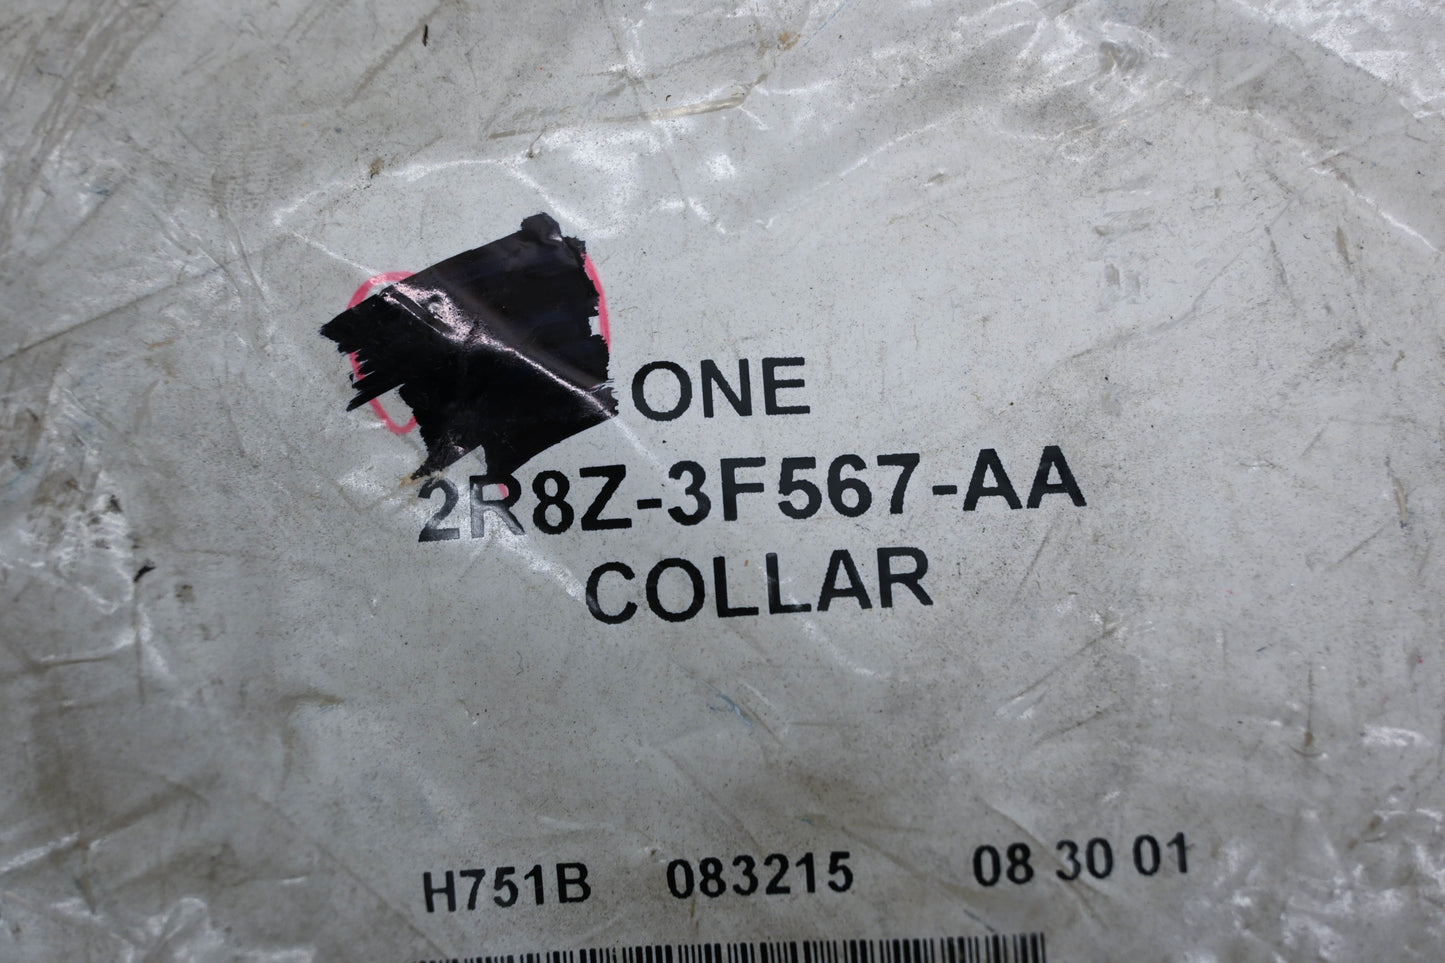 ONE
2R8Z-3F567-AA
COLLAR
H751B 083215 08 30 01